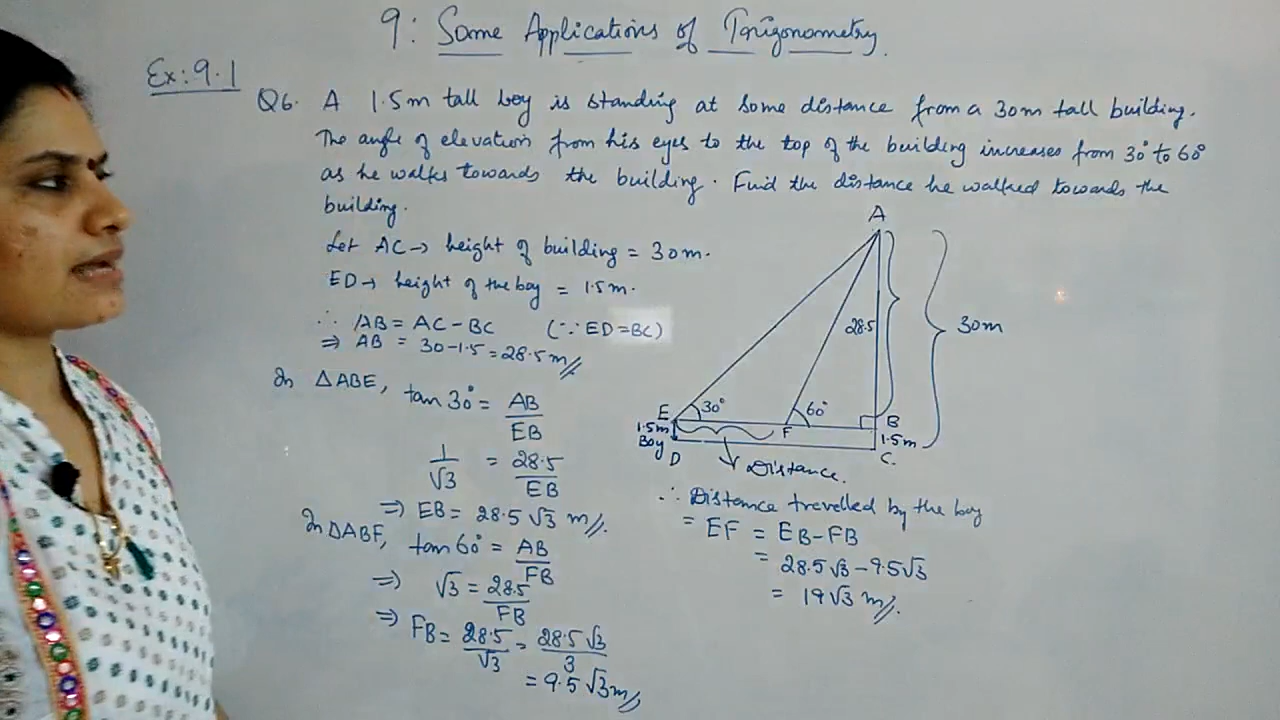 9: Some Applications of Trigonometry.
Ex: 9.1
Q6. A 1.5m tall boy is standing at some distance from a 30m tall building.
The angle of elevation from his eyes to the top of the building increases from 30° to 60°
as he walks towards the building. Find the distance he walked towards the
building.
Let AC → height of building = 30m.
ED → height of the boy = 1.5m.
∴ AB = AC - BC (∵ ED = BC)
⇒ AB = 30-1.5 = 28.5m//
In △ABE, tan 30° = AB
EB
1 = 28.5
√3 EB
⇒ EB = 28.5 √3 m//.
In △ABF, tan 60° = AB
FB
⇒ √3 = 28.5
FB
⇒ FB = 28.5 = 28.5 √3
√3 3
= 9.5 √3 m//
A
28.5
30m
E 30° 60° B
1.5m F 1.5m
Boy
D C.
Distance.
∴ Distance travelled by the boy
= EF = EB - FB
= 28.5 √3 - 9.5 √3
= 19 √3 m//.